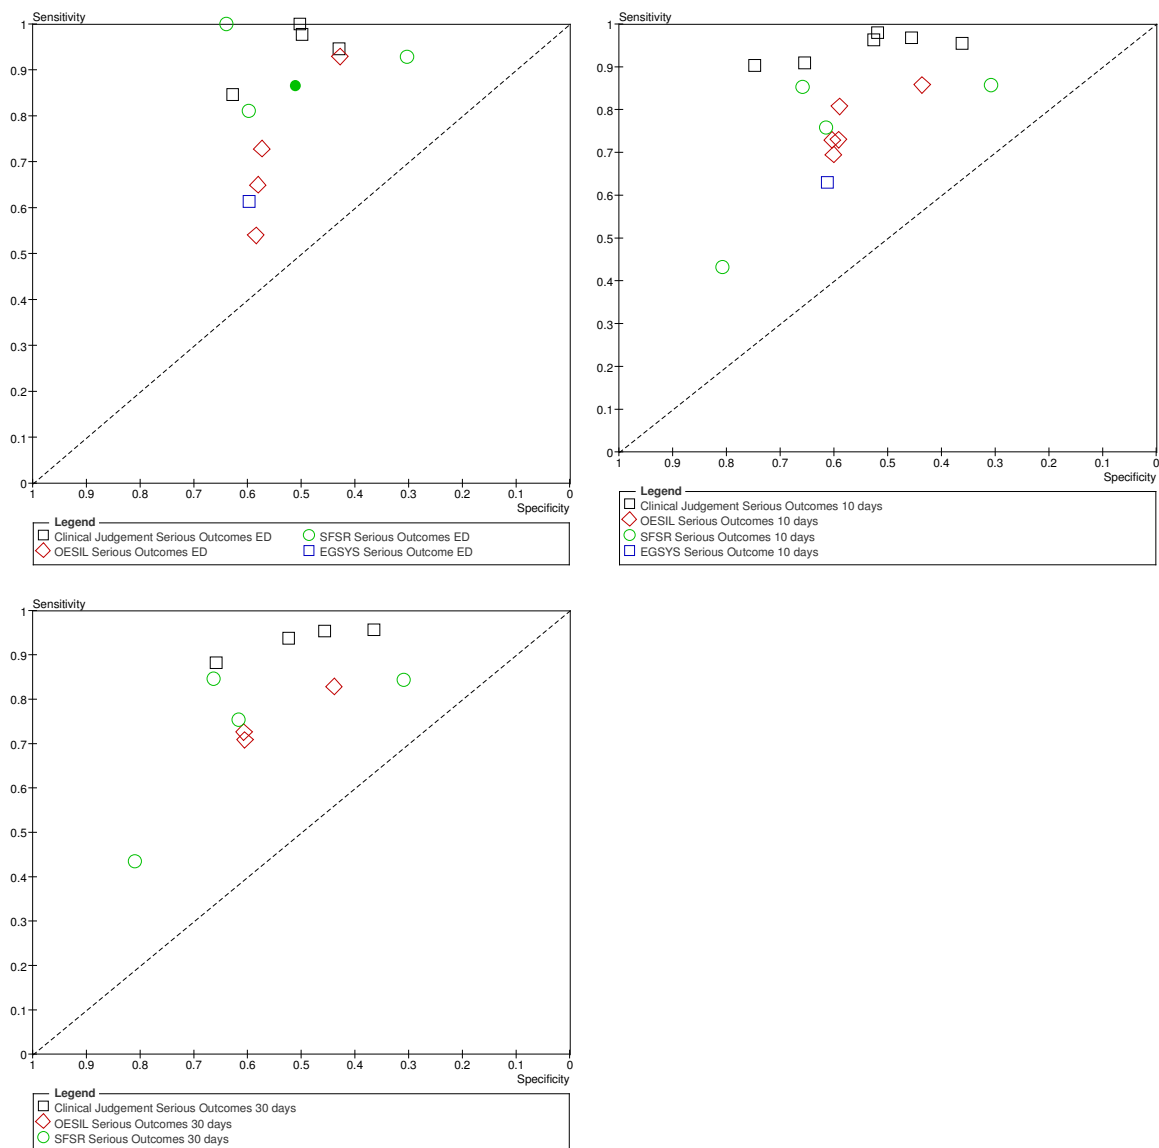 Sensitivity
1
0.9
0.8
0.7
0.6
0.5
0.4
0.3
0.2
0.1
0
1 0.9 0.8 0.7 0.6 0.5 0.4 0.3 0.2 0.1 0
Specificity
Legend
Clinical Judgement Serious Outcomes ED SFSR Serious Outcomes ED
OESIL Serious Outcomes ED EGSYS Serious Outcome ED
Sensitivity
1
0.9
0.8
0.7
0.6
0.5
0.4
0.3
0.2
0.1
0
1 0.9 0.8 0.7 0.6 0.5 0.4 0.3 0.2 0.1 0
Specificity
Legend
Clinical Judgement Serious Outcomes 10 days
OESIL Serious Outcomes 10 days
SFSR Serious Outcomes 10 days
EGSYS Serious Outcome 10 days
Sensitivity
1
0.9
0.8
0.7
0.6
0.5
0.4
0.3
0.2
0.1
0
1 0.9 0.8 0.7 0.6 0.5 0.4 0.3 0.2 0.1 0
Specificity
Legend
Clinical Judgement Serious Outcomes 30 days
OESIL Serious Outcomes 30 days
SFSR Serious Outcomes 30 days